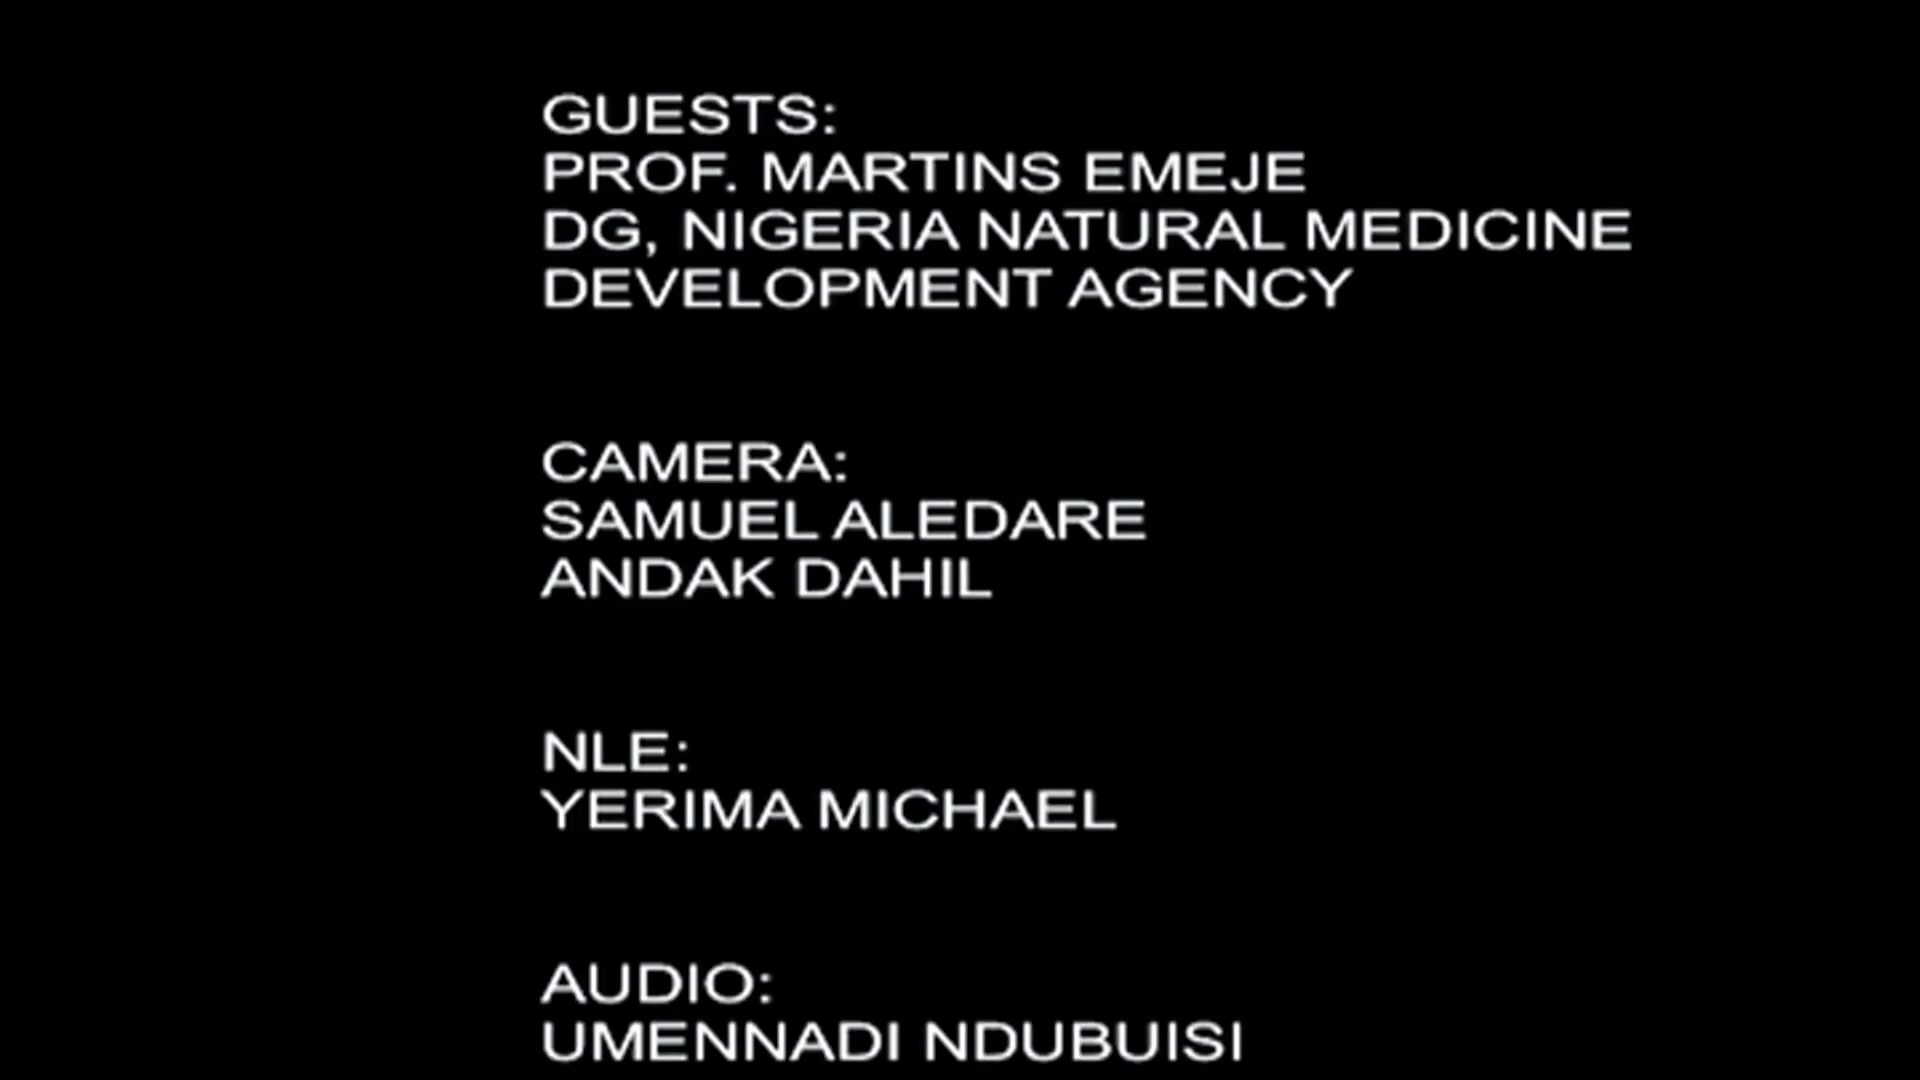 GUESTS:
PROF. MARTINS EMEJE
DG, NIGERIA NATURAL MEDICINE
DEVELOPMENT AGENCY
CAMERA:
SAMUEL ALEDARE
ANDAK DAHIL
NLE:
YERIMA MICHAEL
AUDIO:
UMENNADI NDUBUISI